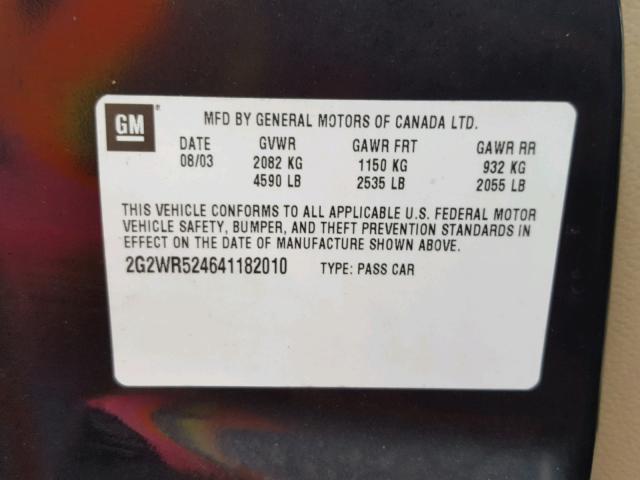 GM
MFD BY GENERAL MOTORS OF CANADA LTD.
DATE GVWR GAWR FRT GAWR RR
08/03 2082 KG 1150 KG 932 KG
4590 LB 2535 LB 2055 LB
THIS VEHICLE CONFORMS TO ALL APPLICABLE U.S. FEDERAL MOTOR
VEHICLE SAFETY, BUMPER, AND THEFT PREVENTION STANDARDS IN
EFFECT ON THE DATE OF MANUFACTURE SHOWN ABOVE.
2G2WR524641182010 TYPE: PASS CAR